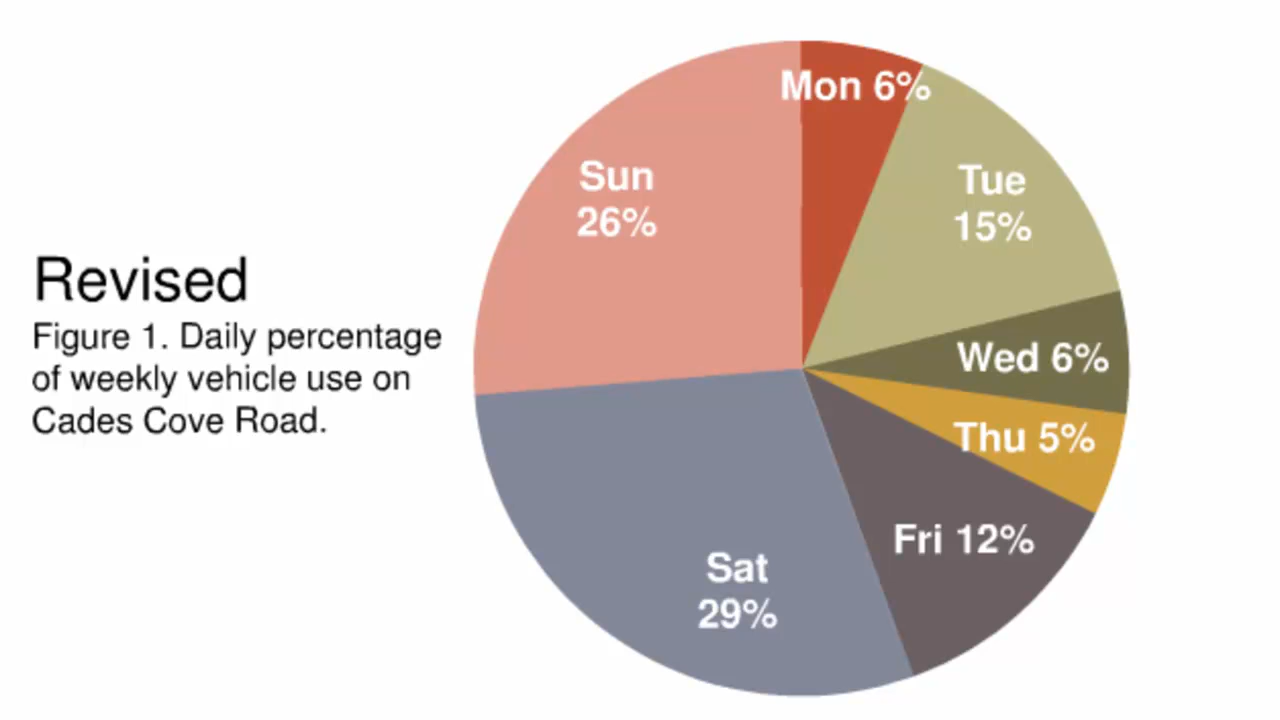 Revised
Figure 1. Daily percentage
of weekly vehicle use on
Cades Cove Road.
Mon 6%
Tue
15%
Wed 6%
Thu 5%
Fri 12%
Sat
29%
Sun
26%